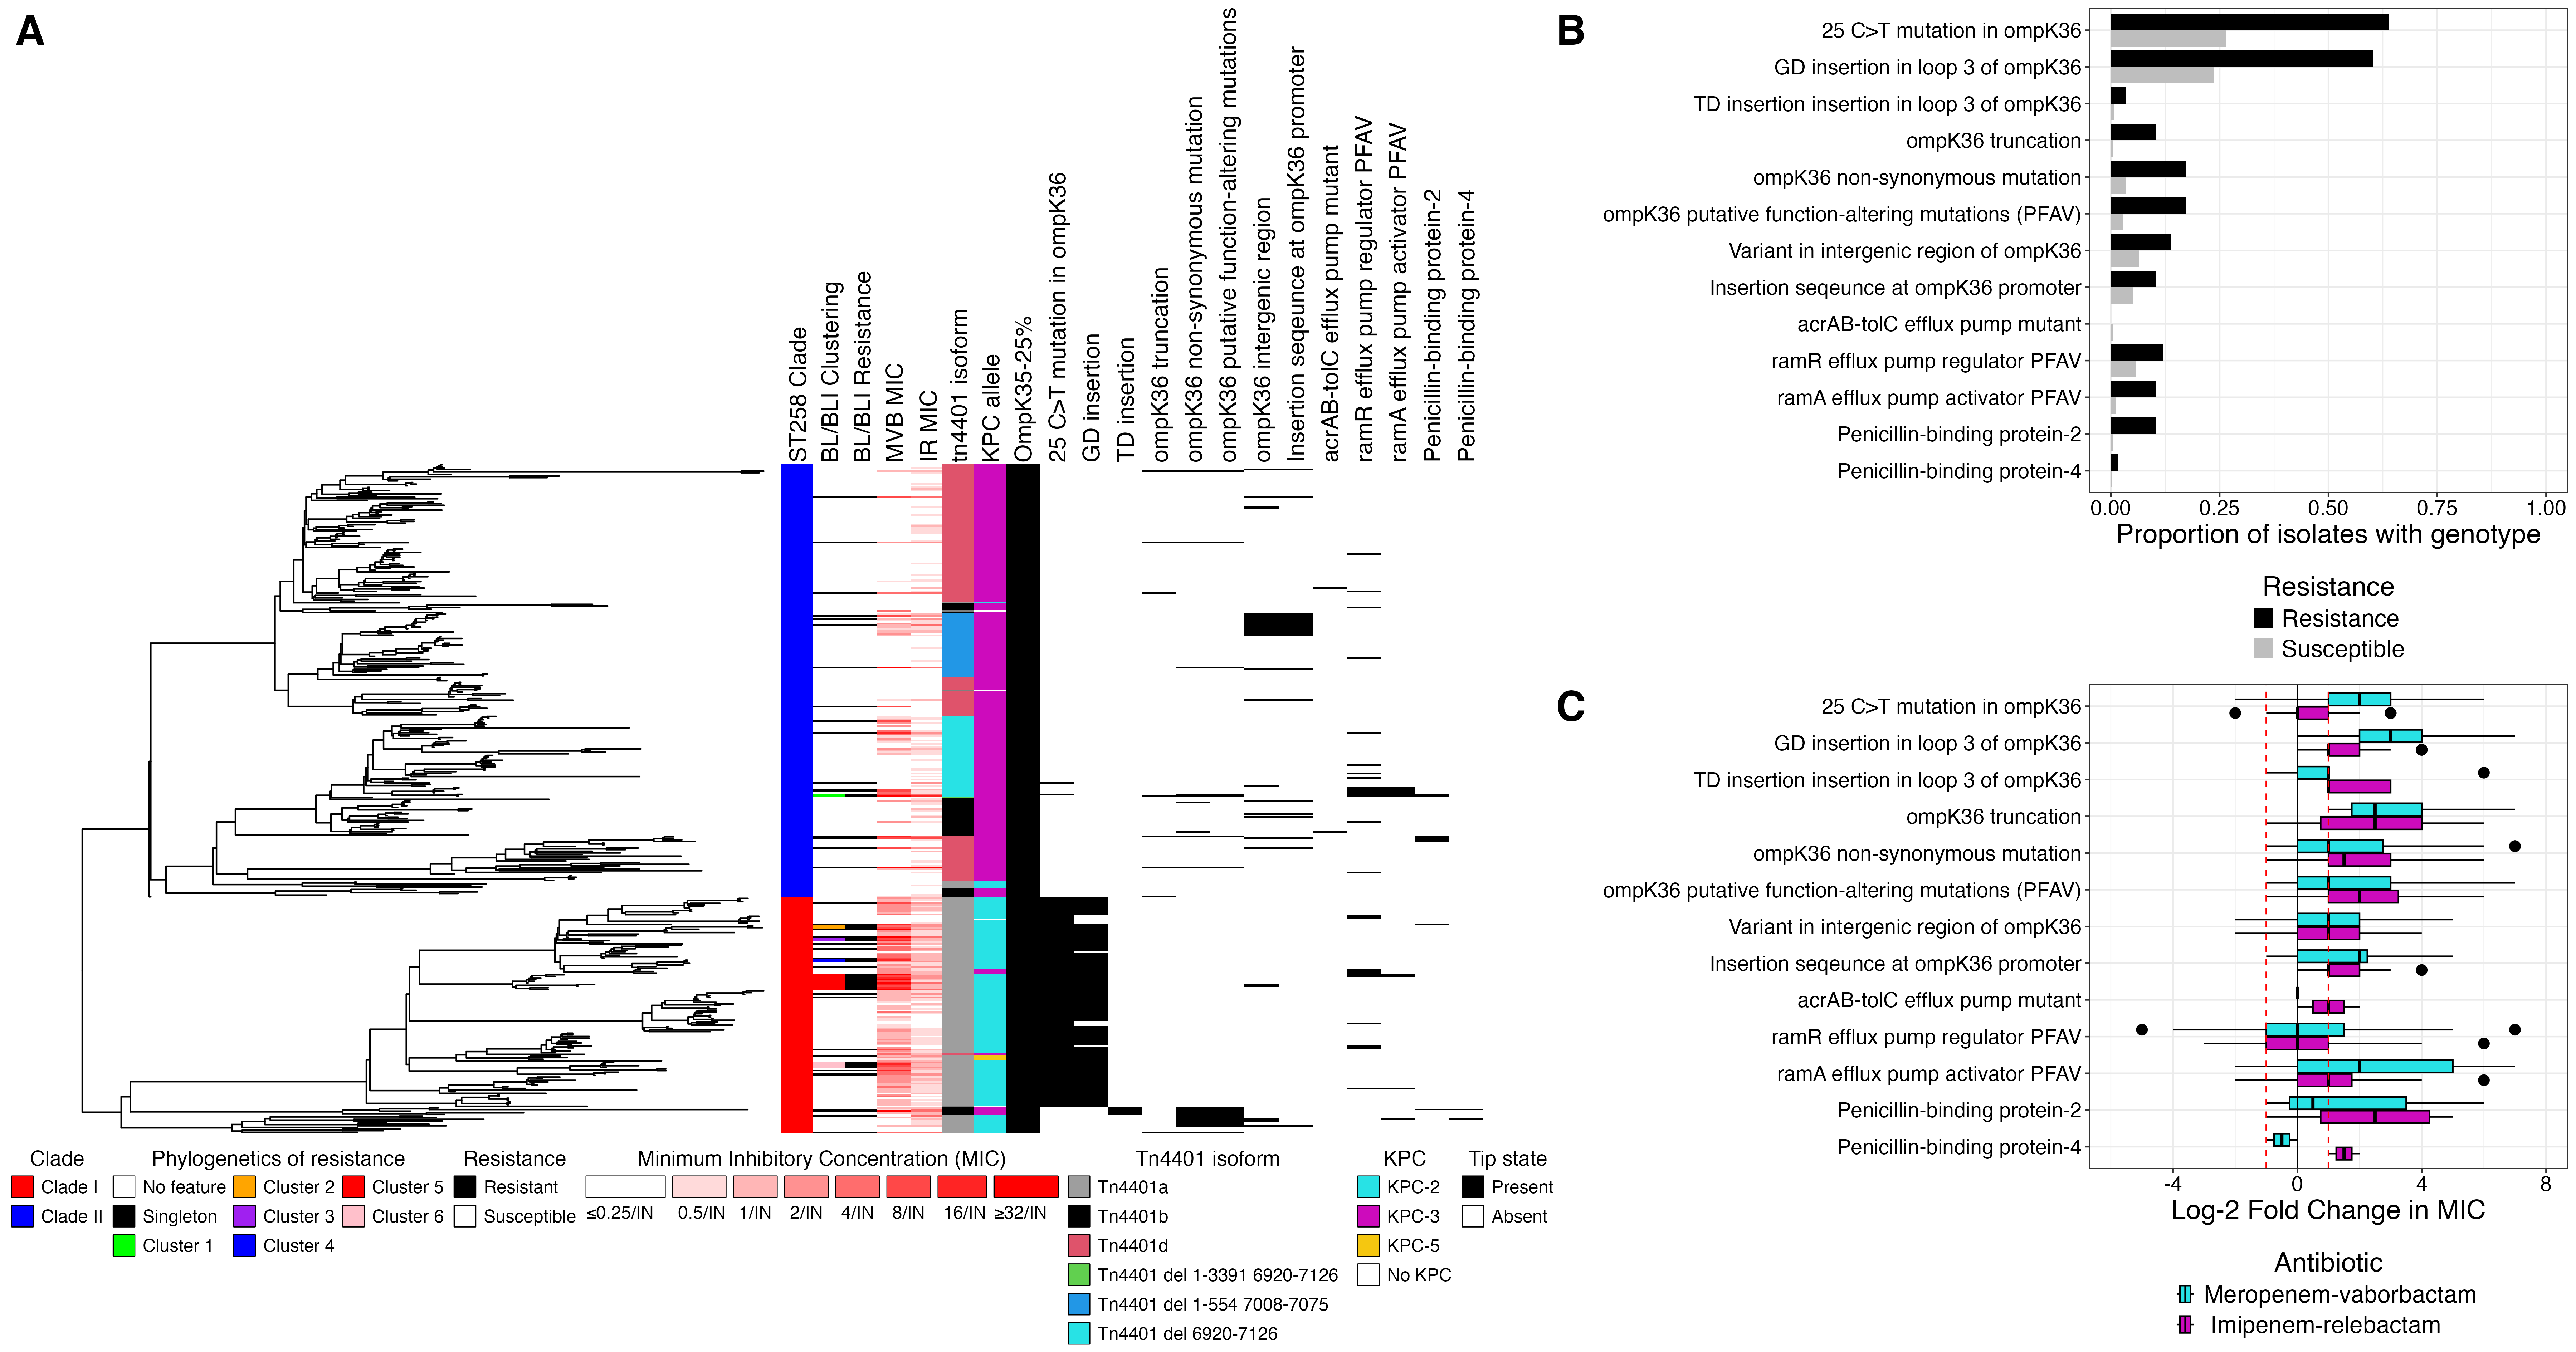 A
ST258 Clade
BL/BLI Clustering
BL/BLI Resistance
MVB MIC
IR MIC
tn4401 isoform
KPC allele
OmpK35-25%
25 C>T mutation in ompK36
GD insertion
TD insertion
ompK36 truncation
ompK36 non-synonymous mutation
ompK36 putative function-altering mutations
ompK36 intergenic region
Insertion seqeunce at ompK36 promoter
acrAB-tolC efflux pump mutant
ramR efflux pump regulator PFAV
ramA efflux pump activator PFAV
Penicillin-binding protein-2
Penicillin-binding protein-4
Clade
Clade I
Clade II
Phylogenetics of resistance
No feature
Singleton
Cluster 1
Cluster 2
Cluster 3
Cluster 4
Cluster 5
Cluster 6
Resistance
Resistant
Susceptible
Minimum Inhibitory Concentration (MIC)
≤0.25/IN 0.5/IN 1/IN 2/IN 4/IN 8/IN 16/IN ≥32/IN
Tn4401 isoform
Tn4401a
Tn4401b
Tn4401d
Tn4401 del 1-3391 6920-7126
Tn4401 del 1-554 7008-7075
Tn4401 del 6920-7126
KPC
KPC-2
KPC-3
KPC-5
No KPC
Tip state
Present
Absent
B
25 C>T mutation in ompK36
GD insertion in loop 3 of ompK36
TD insertion insertion in loop 3 of ompK36
ompK36 truncation
ompK36 non-synonymous mutation
ompK36 putative function-altering mutations (PFAV)
Variant in intergenic region of ompK36
Insertion seqeunce at ompK36 promoter
acrAB-tolC efflux pump mutant
ramR efflux pump regulator PFAV
ramA efflux pump activator PFAV
Penicillin-binding protein-2
Penicillin-binding protein-4
0.00 0.25 0.50 0.75 1.00
Proportion of isolates with genotype
Resistance
Resistance
Susceptible
C
25 C>T mutation in ompK36
GD insertion in loop 3 of ompK36
TD insertion insertion in loop 3 of ompK36
ompK36 truncation
ompK36 non-synonymous mutation
ompK36 putative function-altering mutations (PFAV)
Variant in intergenic region of ompK36
Insertion seqeunce at ompK36 promoter
acrAB-tolC efflux pump mutant
ramR efflux pump regulator PFAV
ramA efflux pump activator PFAV
Penicillin-binding protein-2
Penicillin-binding protein-4
-4 0 4 8
Log-2 Fold Change in MIC
Antibiotic
Meropenem-vaborbactam
Imipenem-relebactam